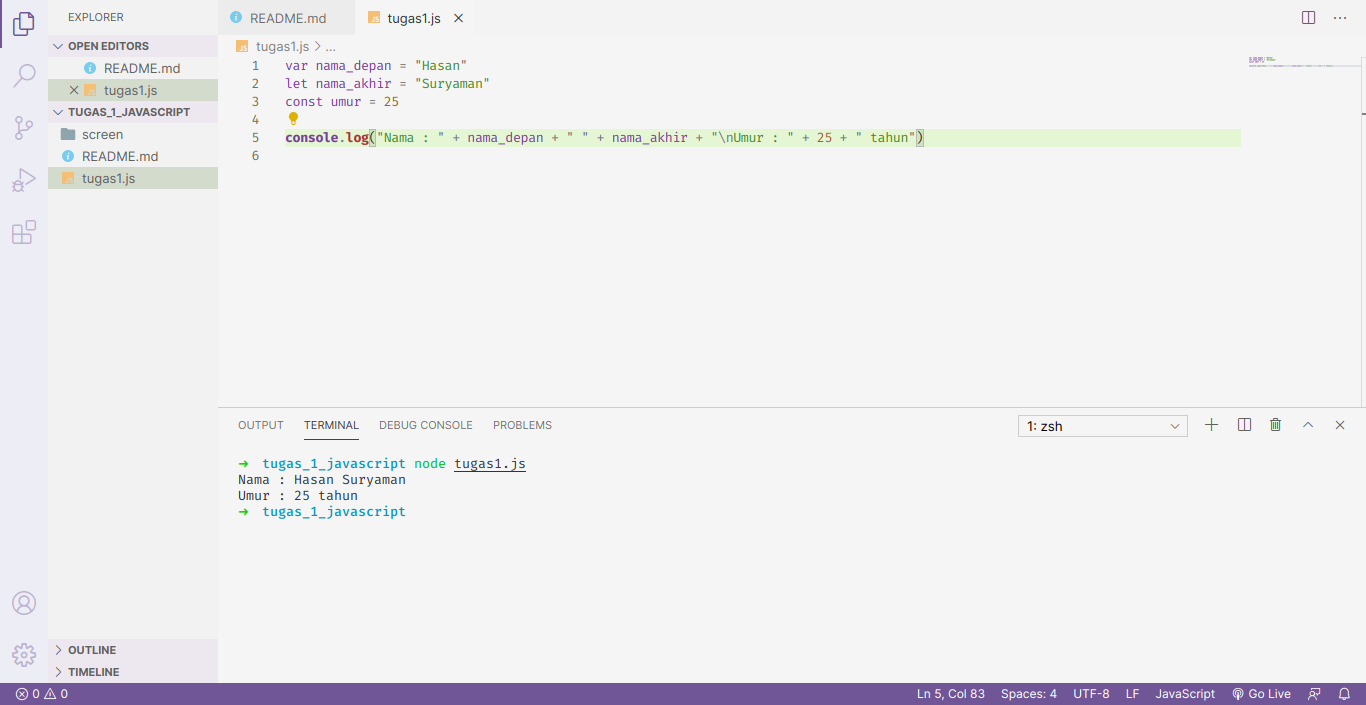 EXPLORER
OPEN EDITORS
README.md
tugas1.js
TUGAS_1_JAVASCRIPT
screen
README.md
tugas1.js
OUTLINE
TIMELINE
README.md tugas1.js
tugas1.js > ...
1 var nama_depan = "Hasan"
2 let nama_akhir = "Suryaman"
3 const umur = 25
4
5 console.log("Nama : " + nama_depan + " " + nama_akhir + "\nUmur : " + 25 + " tahun")
6
OUTPUT TERMINAL DEBUG CONSOLE PROBLEMS 1: zsh
➜ tugas_1_javascript node tugas1.js
Nama : Hasan Suryaman
Umur : 25 tahun
➜ tugas_1_javascript
0 0 Ln 5, Col 83 Spaces: 4 UTF-8 LF JavaScript Go Live